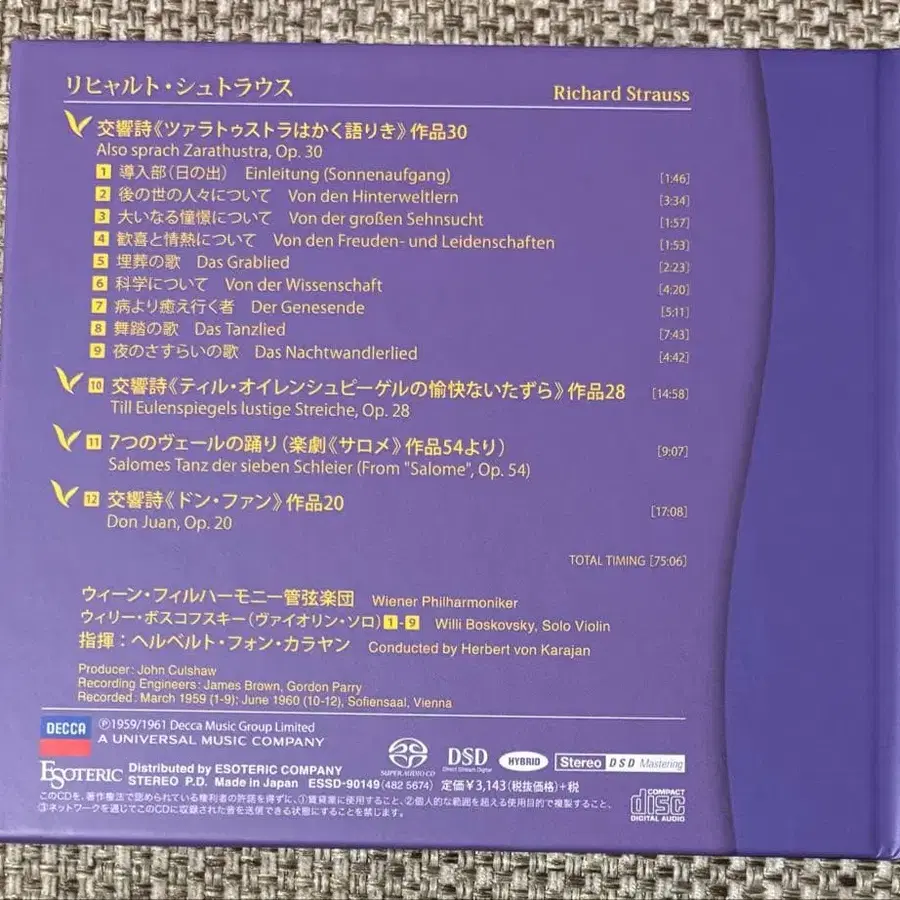 リヒャルト・シュトラウス Richard Strauss
交響詩《ツァラトゥストラはかく語りき》作品30
Also sprach Zarathustra, Op. 30
1 導入部(日の出) Einleitung (Sonnenaufgang) [1:46]
2 後の世の人々について Von den Hinterweltlern [3:34]
3 大いなる憧憬について Von der großen Sehnsucht [1:57]
4 歓喜と情熱について Von den Freuden- und Leidenschaften [1:53]
5 埋葬の歌 Das Grablied [2:23]
6 科学について Von der Wissenschaft [4:20]
7 病より癒え行く者 Der Genesende [5:11]
8 舞踏の歌 Das Tanzlied [7:43]
9 夜のさすらいの歌 Das Nachtwandlerlied [4:42]
10 交響詩《ティル・オイレンシュピーゲルの愉快ないたずら》作品28 [14:58]
Till Eulenspiegels lustige Streiche, Op. 28
11 7つのヴェールの踊り(楽劇《サロメ》作品54より) [9:07]
Salomes Tanz der sieben Schleier (From "Salome", Op. 54)
12 交響詩《ドン・ファン》作品20 [17:08]
Don Juan, Op. 20
TOTAL TIMING [75:06]
ウィーン・フィルハーモニー管弦楽団 Wiener Philharmoniker
ウィリー・ボスコフスキー(ヴァイオリン・ソロ) 1-9 Willi Boskovsky, Solo Violin
指揮:ヘルベルト・フォン・カラヤン Conducted by Herbert von Karajan
Producer: John Culshaw
Recording Engineers: James Brown, Gordon Parry
Recorded: March 1959 (1-9); June 1960 (10-12), Sofiensaal, Vienna
DECCA ℗1959/1961 Decca Music Group Limited
A UNIVERSAL MUSIC COMPANY
SUPER AUDIO CD DSD Direct Stream Digital HYBRID Stereo DSD Mastering
ESOTERIC Distributed by ESOTERIC COMPANY
STEREO P.D. Made in Japan ESSD-90149 (482 5674) 定価¥3,143(税抜価格)+税
このCDを、著作権法で認められている権利者の許諾を得ずに、①賃貸業に使用すること、②個人的な範囲を超える使用目的で複製すること、
③ネットワークを通じてこのCDに収録された音を送信できる状態にすることを禁じます。
COMPACT disc DIGITAL AUDIO